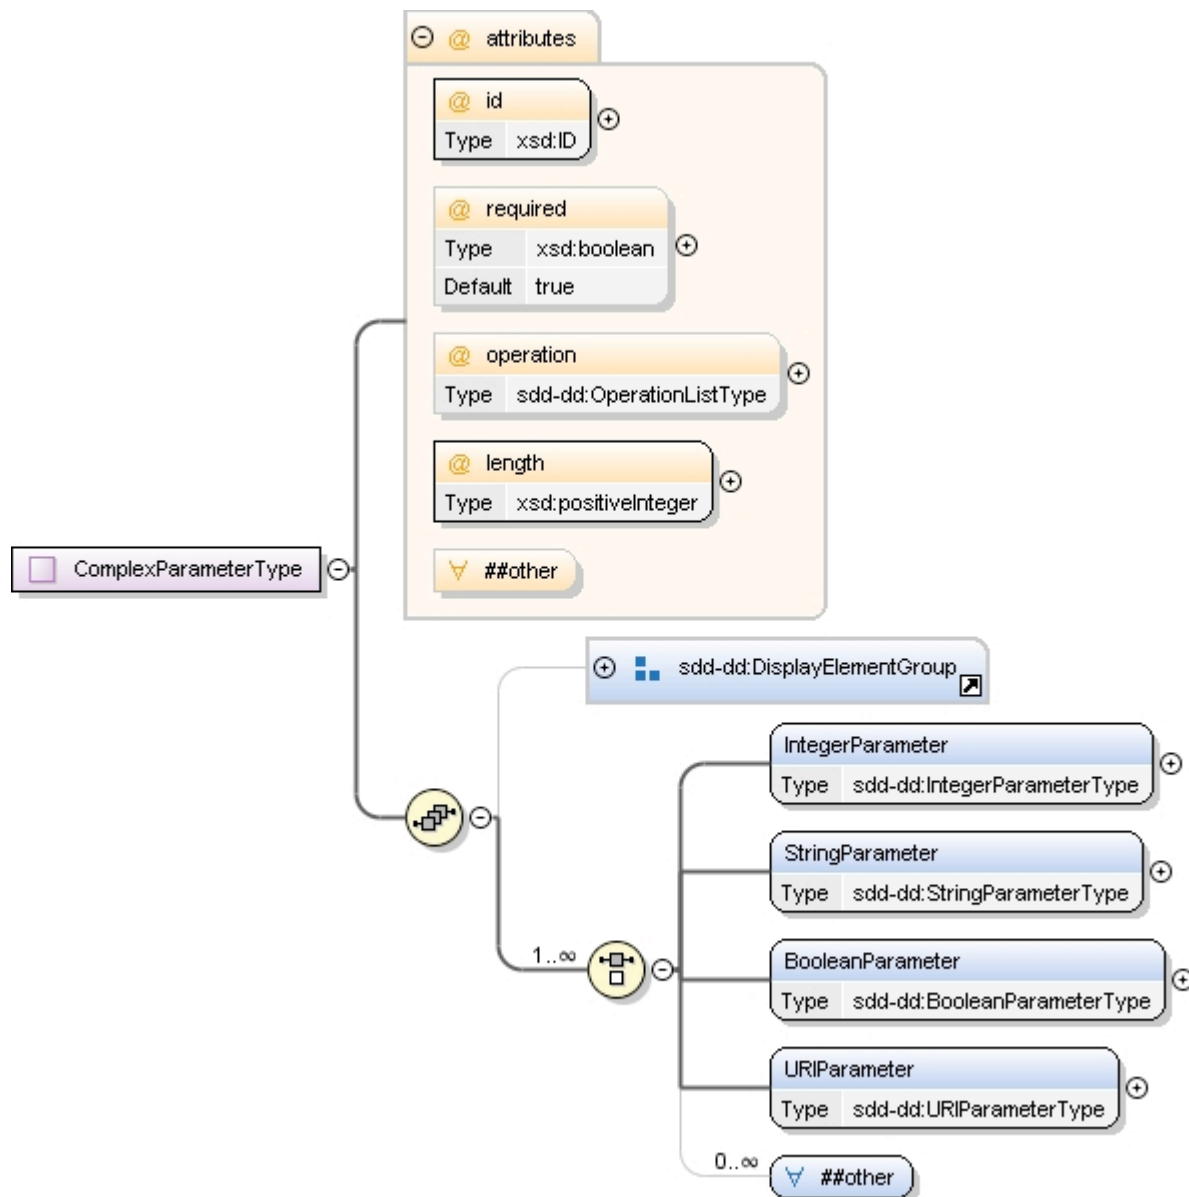 @ attributes
@ id
Type xsd:ID
@ required
Type xsd:boolean
Default true
@ operation
Type sdd-dd:OperationListType
@ length
Type xsd:positiveInteger
∀ ##other
ComplexParameterType
sdd-dd:DisplayElementGroup
1..∞
IntegerParameter
Type sdd-dd:IntegerParameterType
StringParameter
Type sdd-dd:StringParameterType
BooleanParameter
Type sdd-dd:BooleanParameterType
URIParameter
Type sdd-dd:URIParameterType
0..∞
∀ ##other